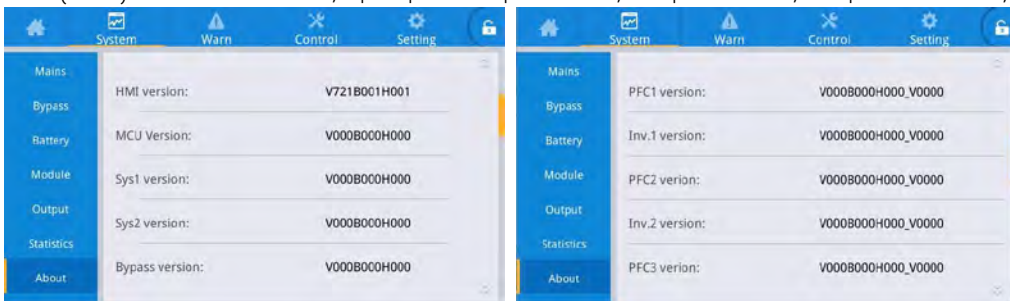 System Warn Control Setting
Mains
Bypass
Battery
Module
Output
Statistics
About
HMI version: V721B001H001
MCU Version: V000B000H000
Sys1 version: V000B000H000
Sys2 version: V000B000H000
Bypass version: V000B000H000
System Warn Control Setting
Mains
Bypass
Battery
Module
Output
Statistics
About
PFC1 version: V000B000H000_V0000
Inv.1 version: V000B000H000_V0000
PFC2 verion: V000B000H000_V0000
Inv.2 version: V000B000H000_V0000
PFC3 verion: V000B000H000_V0000